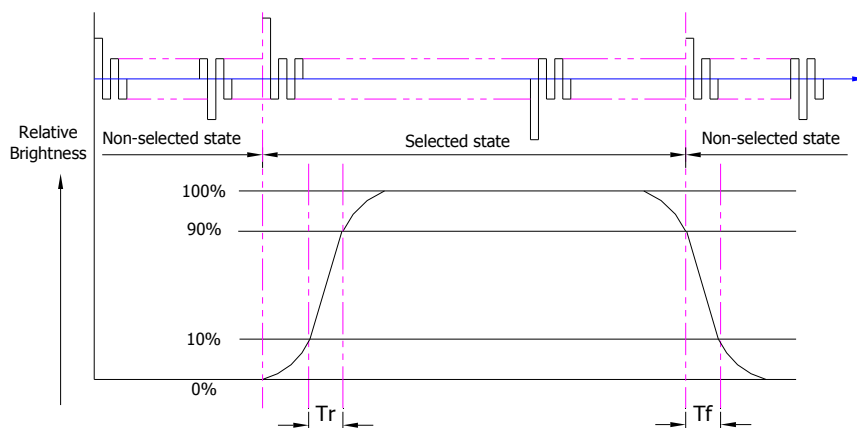 Relative
Brightness
Non-selected state
Selected state
Non-selected state
100%
90%
10%
0%
Tr
Tf